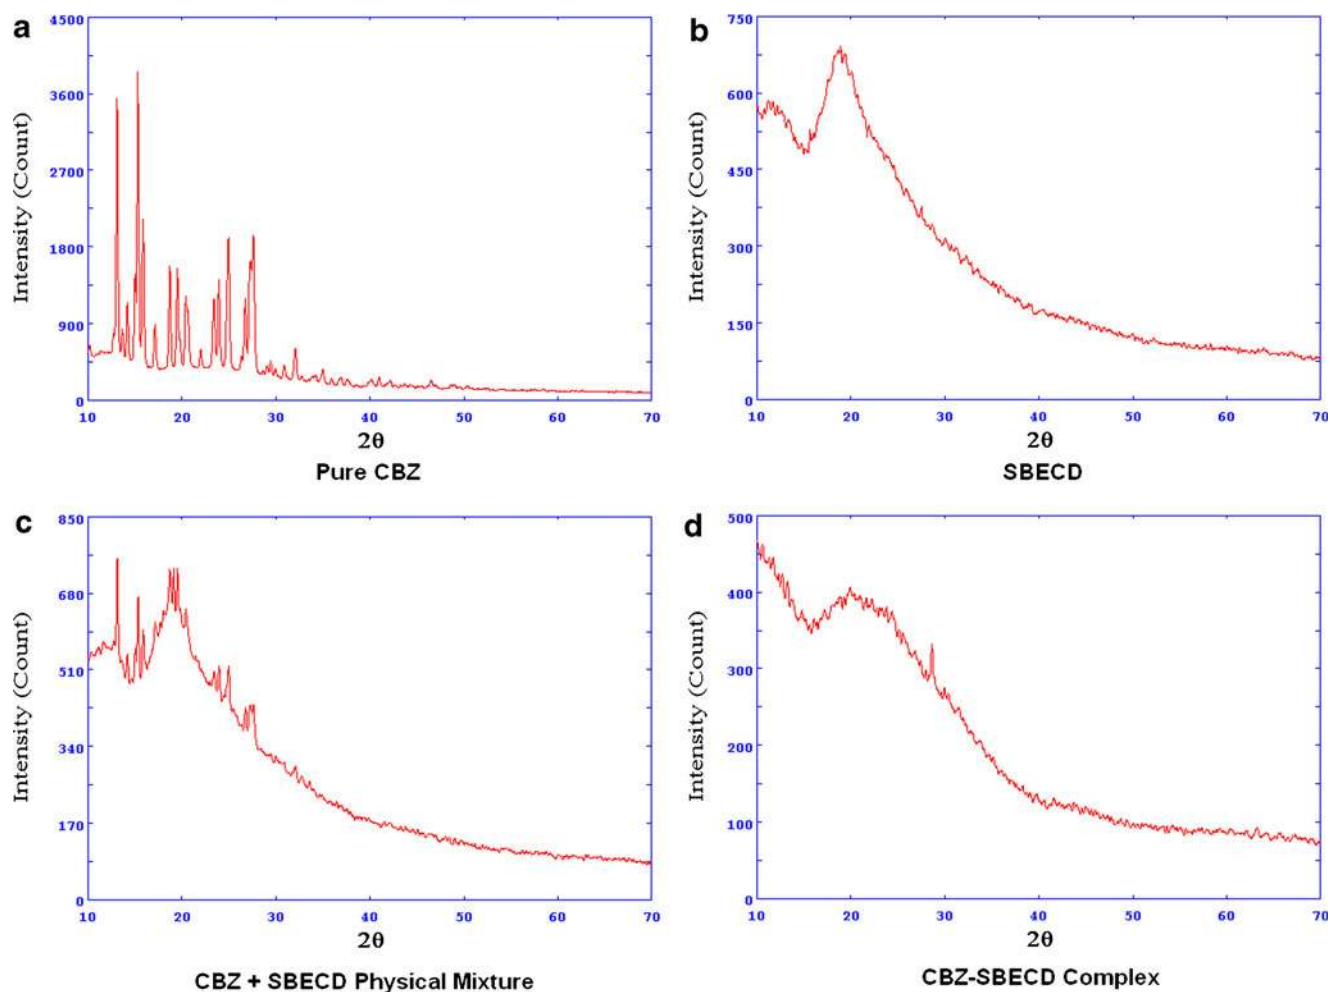 a
4500
3600
2700
1800
900
0
Intensity (Count)
10 20 30 40 50 60 70
2θ
Pure CBZ
b
750
600
450
300
150
0
Intensity (Count)
10 20 30 40 50 60 70
2θ
SBECD
c
850
680
510
340
170
0
Intensity (Count)
10 20 30 40 50 60 70
2θ
CBZ + SBECD Physical Mixture
d
500
400
300
200
100
0
Intensity (Count)
10 20 30 40 50 60 70
2θ
CBZ-SBECD Complex